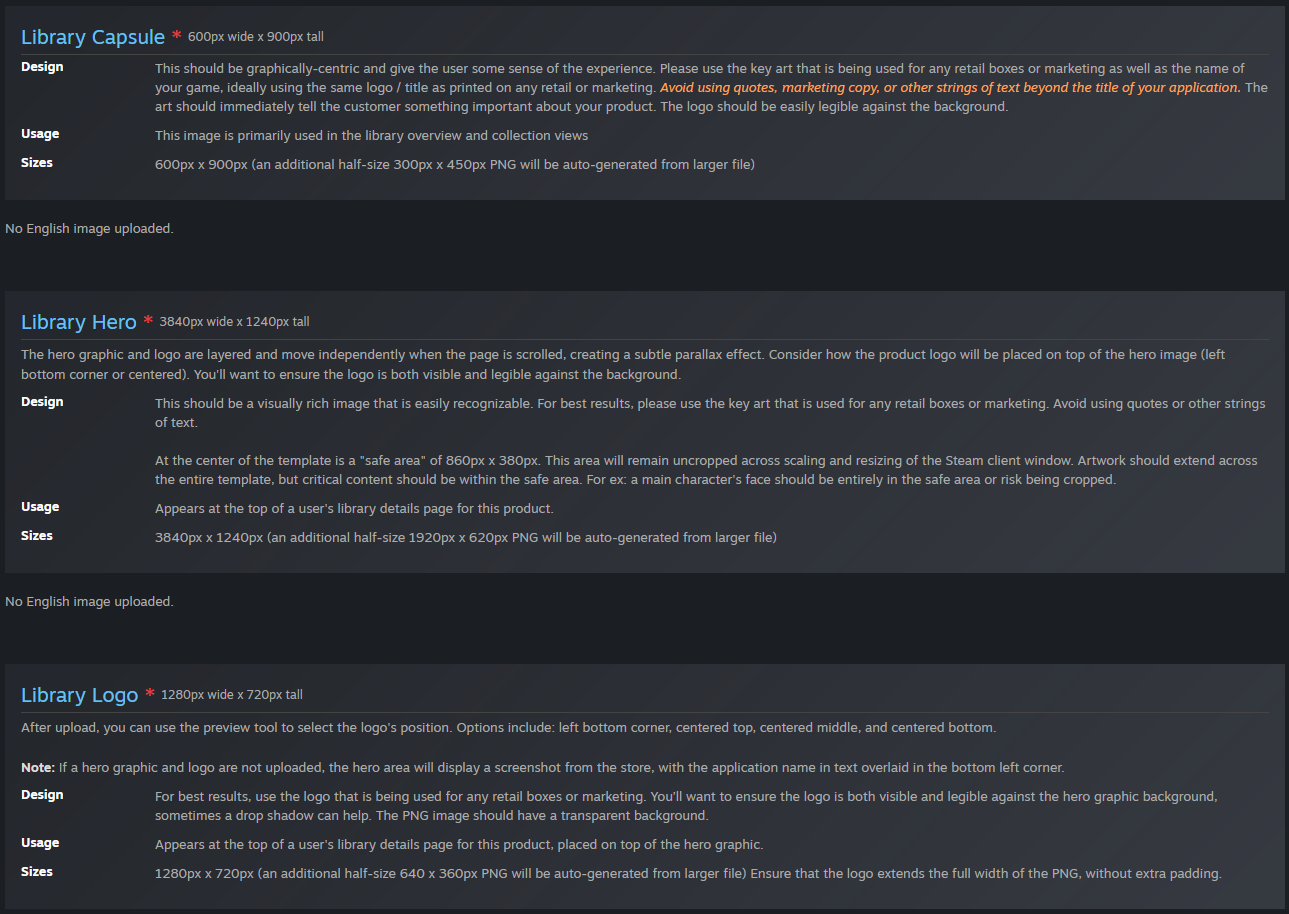 Library Capsule * 600px wide x 900px tall
Design
This should be graphically-centric and give the user some sense of the experience. Please use the key art that is being used for any retail boxes or marketing as well as the name of
your game, ideally using the same logo / title as printed on any retail or marketing. Avoid using quotes, marketing copy, or other strings of text beyond the title of your application. The
art should immediately tell the customer something important about your product. The logo should be easily legible against the background.
Usage
This image is primarily used in the library overview and collection views
Sizes
600px x 900px (an additional half-size 300px x 450px PNG will be auto-generated from larger file)
No English image uploaded.
Library Hero * 3840px wide x 1240px tall
The hero graphic and logo are layered and move independently when the page is scrolled, creating a subtle parallax effect. Consider how the product logo will be placed on top of the hero image (left
bottom corner or centered). You'll want to ensure the logo is both visible and legible against the background.
Design
This should be a visually rich image that is easily recognizable. For best results, please use the key art that is used for any retail boxes or marketing. Avoid using quotes or other strings
of text.
At the center of the template is a "safe area" of 860px x 380px. This area will remain uncropped across scaling and resizing of the Steam client window. Artwork should extend across
the entire template, but critical content should be within the safe area. For ex: a main character's face should be entirely in the safe area or risk being cropped.
Usage
Appears at the top of a user's library details page for this product.
Sizes
3840px x 1240px (an additional half-size 1920px x 620px PNG will be auto-generated from larger file)
No English image uploaded.
Library Logo * 1280px wide x 720px tall
After upload, you can use the preview tool to select the logo's position. Options include: left bottom corner, centered top, centered middle, and centered bottom.
Note: If a hero graphic and logo are not uploaded, the hero area will display a screenshot from the store, with the application name in text overlaid in the bottom left corner.
Design
For best results, use the logo that is being used for any retail boxes or marketing. You'll want to ensure the logo is both visible and legible against the hero graphic background,
sometimes a drop shadow can help. The PNG image should have a transparent background.
Usage
Appears at the top of a user's library details page for this product, placed on top of the hero graphic.
Sizes
1280px x 720px (an additional half-size 640 x 360px PNG will be auto-generated from larger file) Ensure that the logo extends the full width of the PNG, without extra padding.